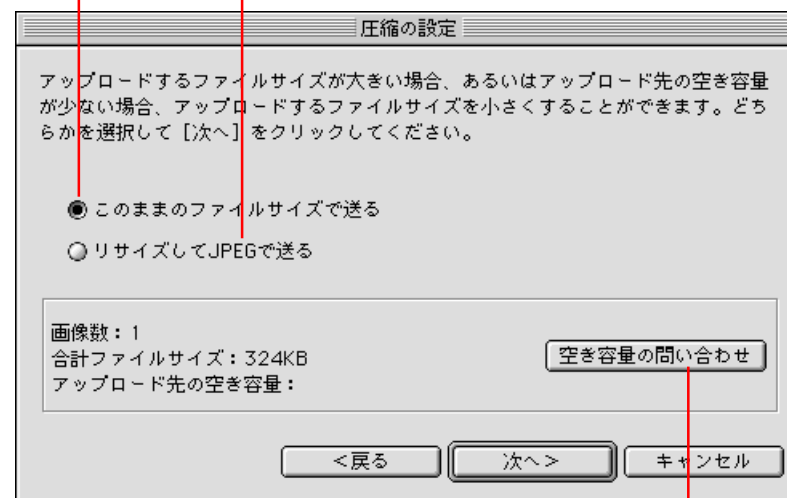 圧縮の設定
アップロードするファイルサイズが大きい場合、あるいはアップロード先の空き容量
が少ない場合、アップロードするファイルサイズを小さくすることができます。どち
らかを選択して［次へ］をクリックしてください。
このままのファイルサイズで送る
リサイズしてJPEGで送る
画像数：1
合計ファイルサイズ：324KB
アップロード先の空き容量：
空き容量の問い合わせ
<戻る
次へ>
キャンセル